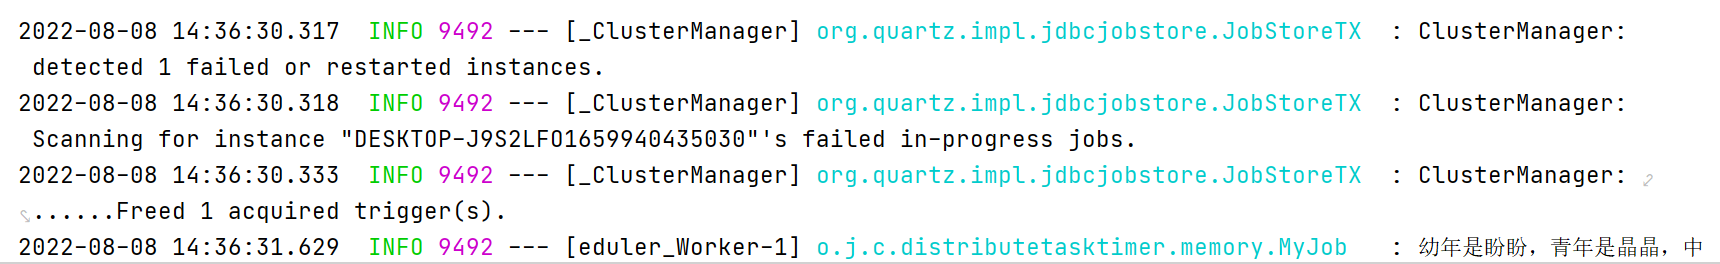 2022-08-08 14:36:30.317  INFO 9492 --- [_ClusterManager] org.quartz.impl.jdbcjobstore.JobStoreTX  : ClusterManager:
detected 1 failed or restarted instances.
2022-08-08 14:36:30.318  INFO 9492 --- [_ClusterManager] org.quartz.impl.jdbcjobstore.JobStoreTX  : ClusterManager:
Scanning for instance "DESKTOP-J9S2LFO1659940435030"'s failed in-progress jobs.
2022-08-08 14:36:30.333  INFO 9492 --- [_ClusterManager] org.quartz.impl.jdbcjobstore.JobStoreTX  : ClusterManager:
......Freed 1 acquired trigger(s).
2022-08-08 14:36:31.629  INFO 9492 --- [eduler_Worker-1] o.j.c.distributetasktimer.memory.MyJob   : 幼年是盼盼，青年是晶晶，中